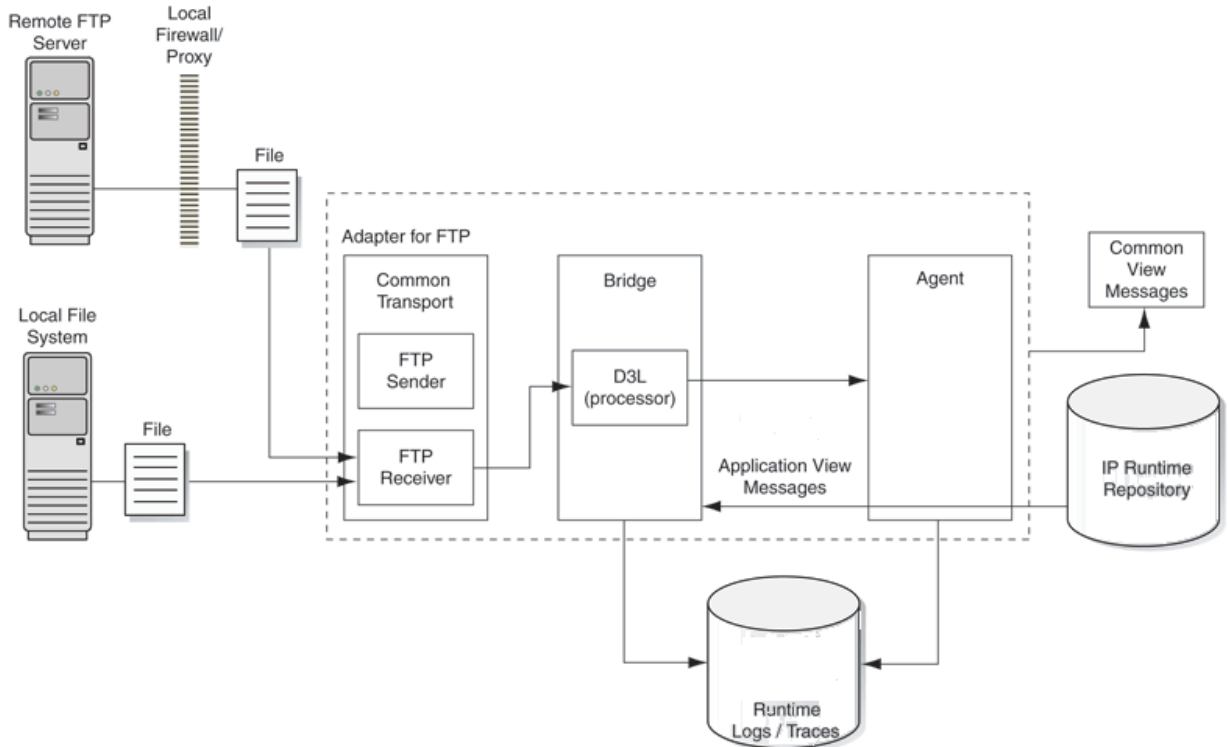 Remote FTP
Server
Local
Firewall/
Proxy
File
Adapter for FTP
Common
Transport
FTP
Sender
FTP
Receiver
Bridge
D3L
(processor)
Agent
Common
View
Messages
Local File
System
File
Application View
Messages
IP Runtime
Repository
Runtime
Logs / Traces